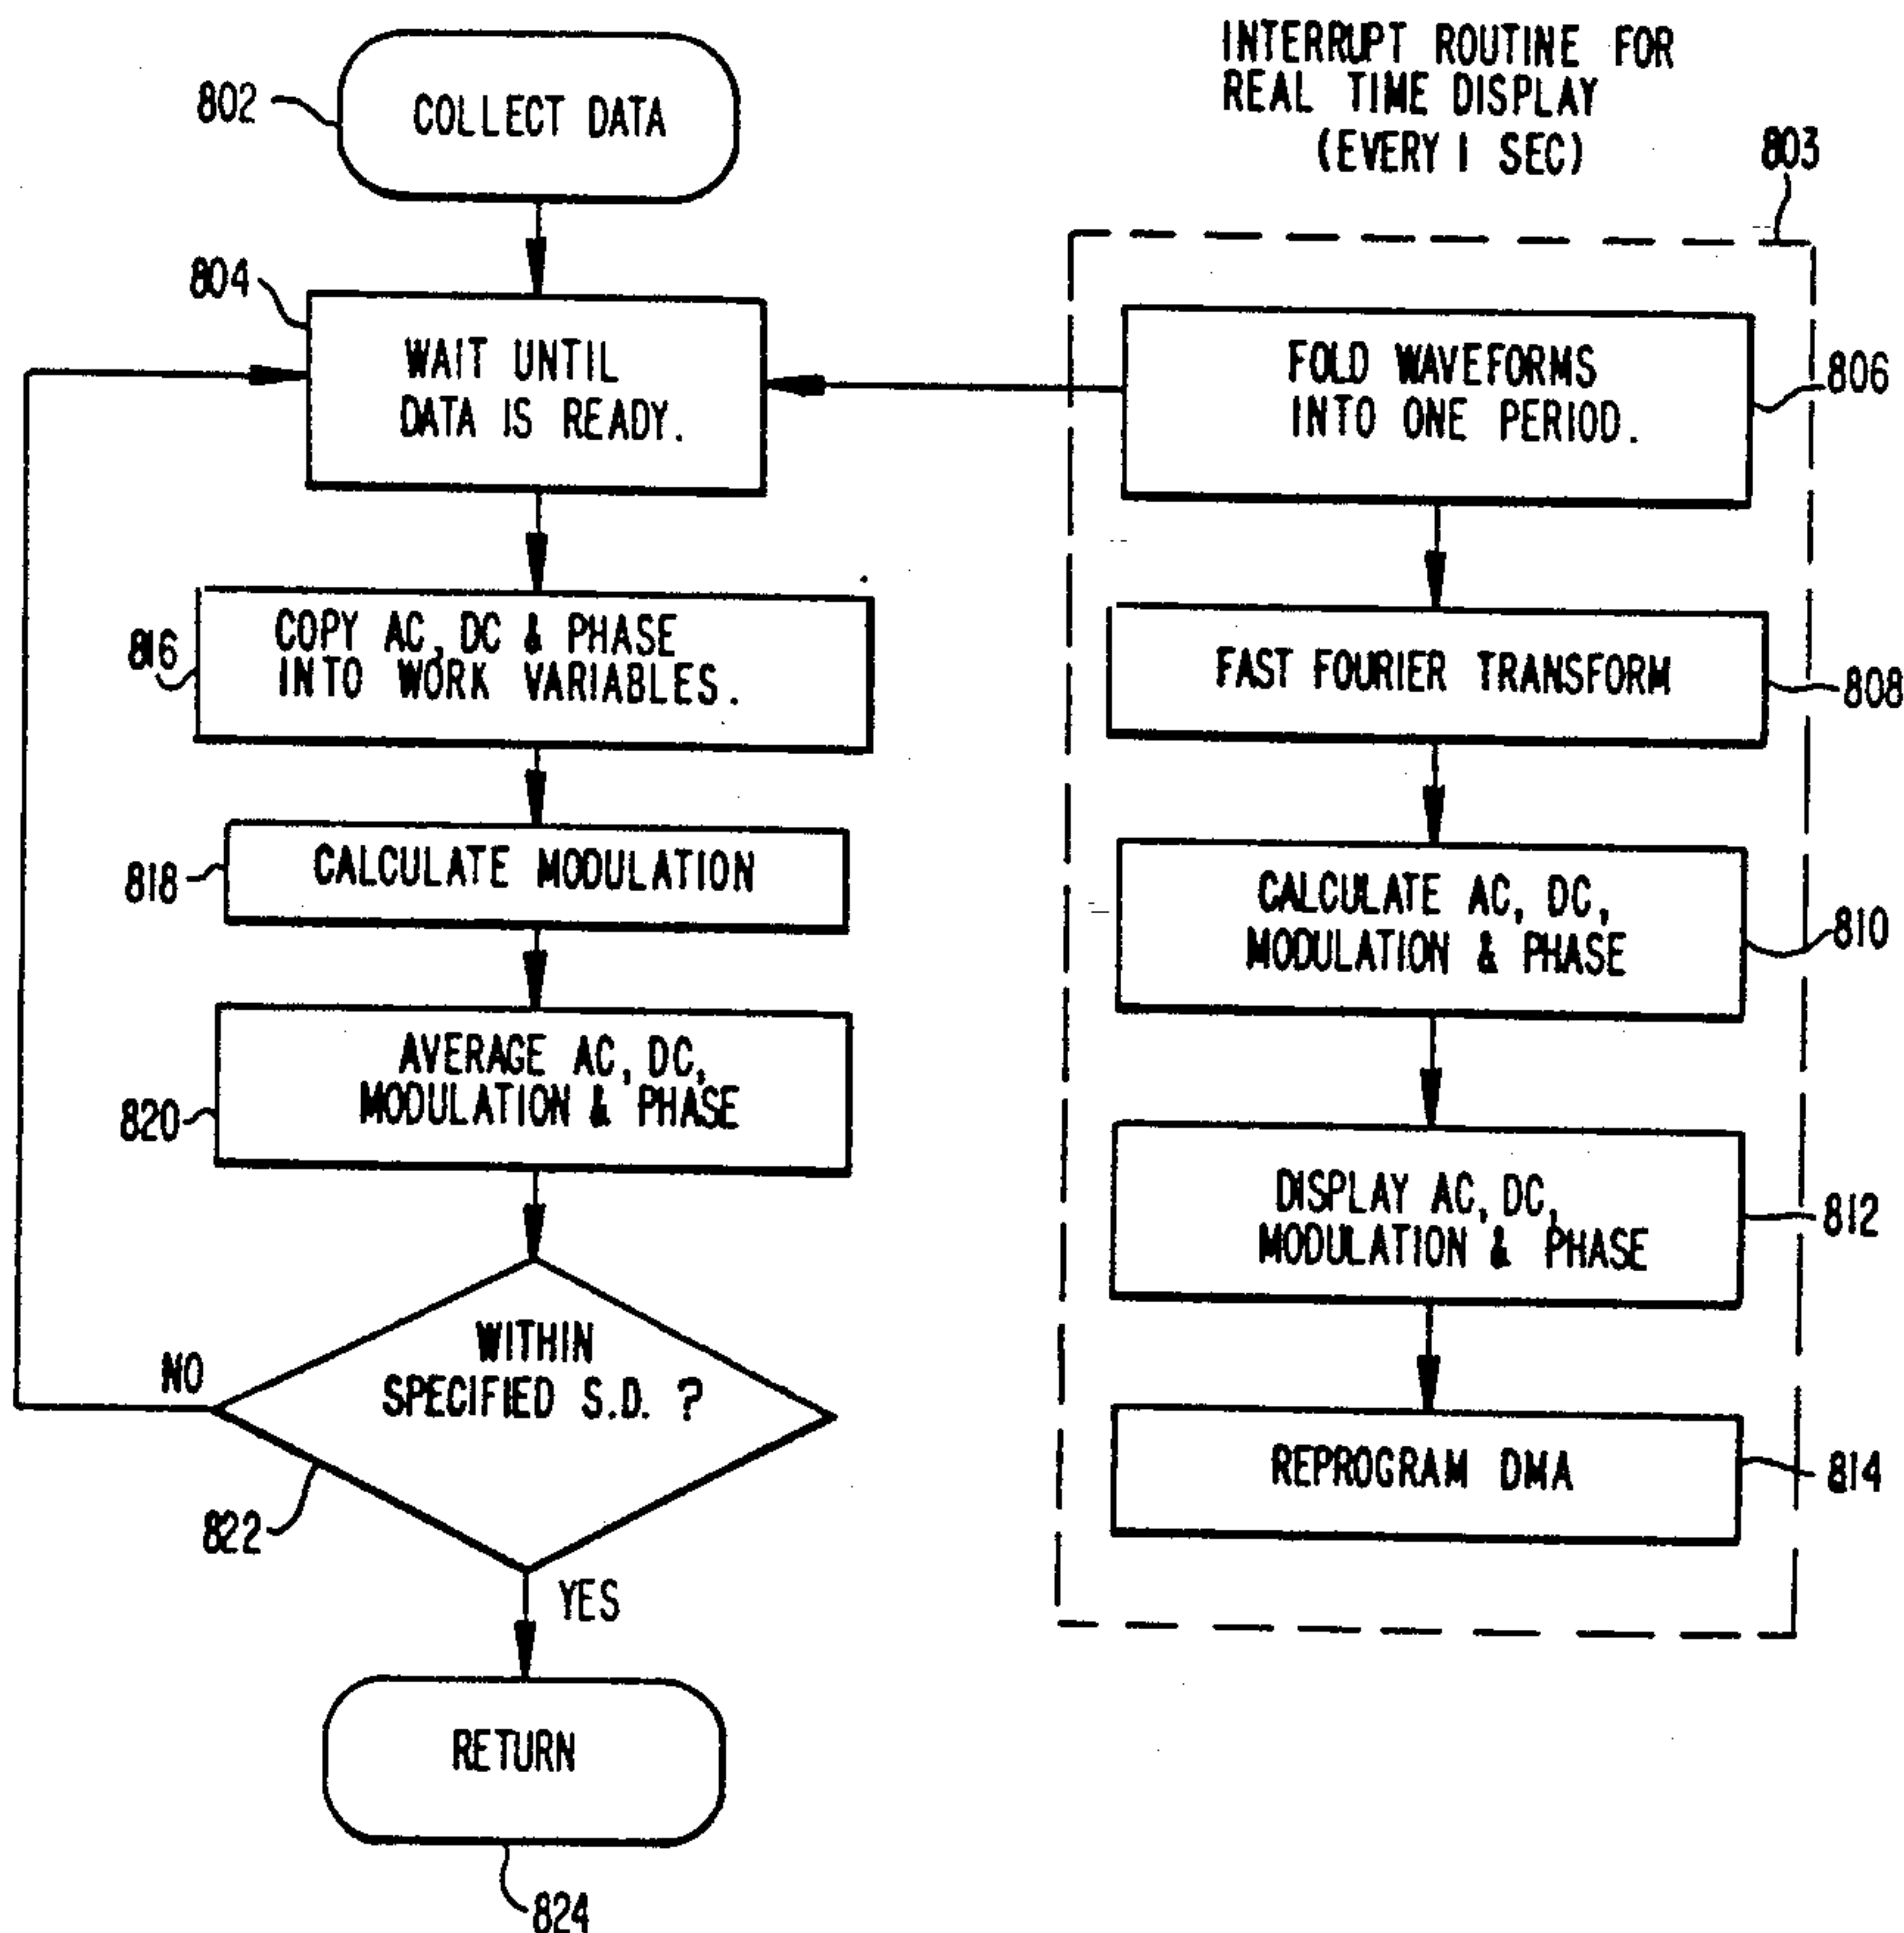 COLLECT DATA
802
804
WAIT UNTIL
DATA IS READY.
816
COPY AC, DC & PHASE
INTO WORK VARIABLES.
818
CALCULATE MODULATION
820
AVERAGE AC, DC,
MODULATION & PHASE
WITHIN
SPECIFIED S.D. ?
NO
822
YES
RETURN
824
INTERRUPT ROUTINE FOR
REAL TIME DISPLAY
(EVERY 1 SEC)
803
FOLD WAVEFORMS
INTO ONE PERIOD.
806
FAST FOURIER TRANSFORM
808
CALCULATE AC, DC,
MODULATION & PHASE
810
DISPLAY AC, DC,
MODULATION & PHASE
812
REPROGRAM DMA
814